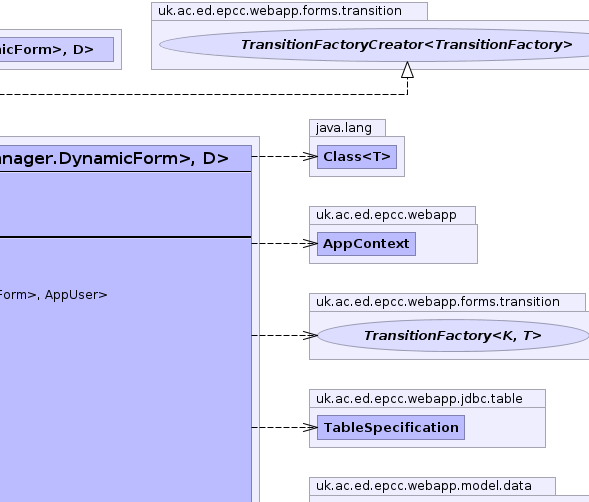 uk.ac.ed.epcc.webapp.forms.transition
TransitionFactoryCreator<TransitionFactory>
icForm>, D>
java.lang
Class<T>
anager.DynamicForm>, D>
uk.ac.ed.epcc.webapp
AppContext
Form>, AppUser>
uk.ac.ed.epcc.webapp.forms.transition
TransitionFactory<K, T>
uk.ac.ed.epcc.webapp.jdbc.table
TableSpecification
uk.ac.ed.epcc.webapp.model.data